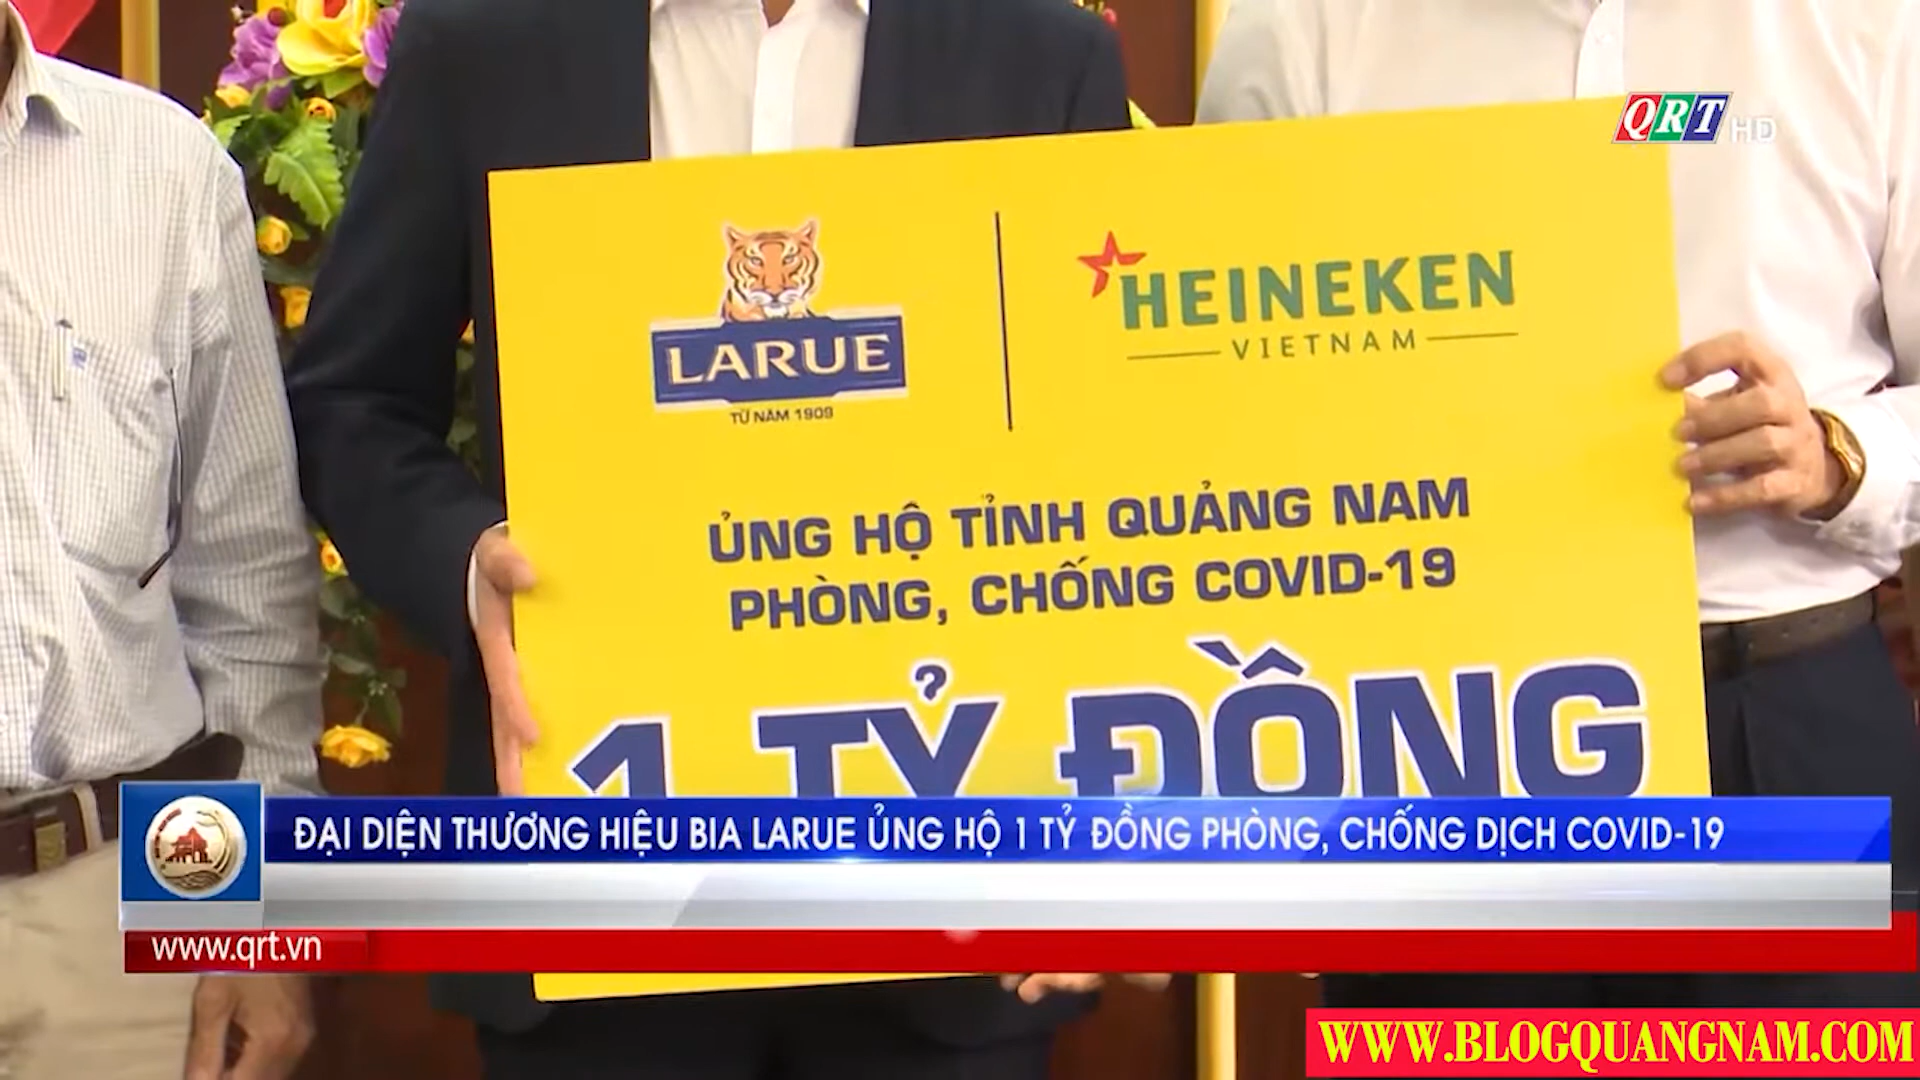 QRT HD
LARUE
TỪ NĂM 1909
HEINEKEN
VIETNAM
ỦNG HỘ TỈNH QUẢNG NAM
PHÒNG, CHỐNG COVID-19
1 TỶ ĐỒNG
ĐẠI DIỆN THƯƠNG HIỆU BIA LARUE ỦNG HỘ 1 TỶ ĐỒNG PHÒNG, CHỐNG DỊCH COVID-19
www.qrt.vn
WWW.BLOGQUANGNAM.COM